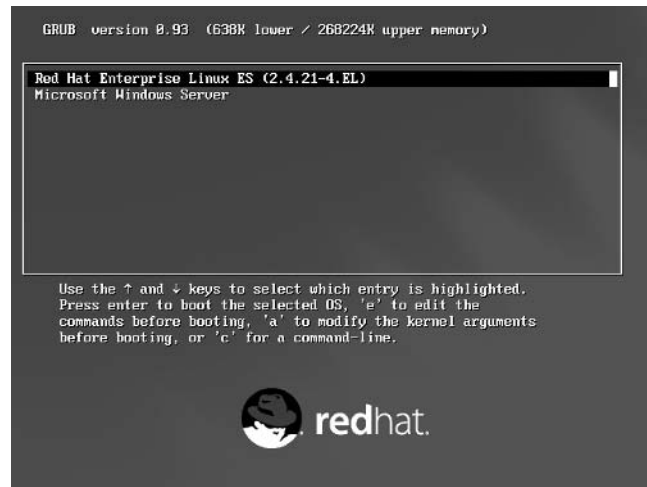 GRUB version 0.93 (638K lower / 268224K upper memory)
Red Hat Enterprise Linux ES (2.4.21-4.EL)
Microsoft Windows Server
Use the ↑ and ↓ keys to select which entry is highlighted.
Press enter to boot the selected OS, 'e' to edit the
commands before booting, 'a' to modify the kernel arguments
before booting, or 'c' for a command-line.
redhat.